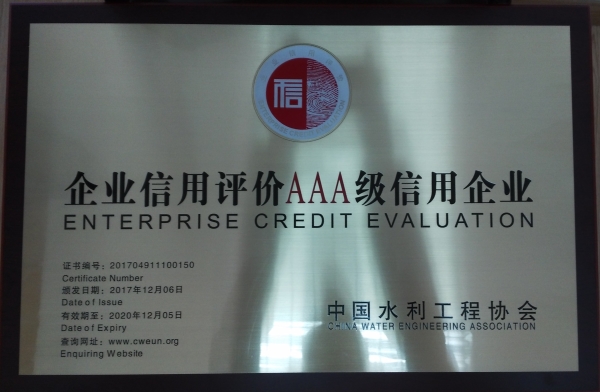 信
企业信用评价AAA级信用企业
ENTERPRISE CREDIT EVALUATION
证书编号：201704911100150
Certificate Number
颁发日期：2017年12月06日
Date of Issue
有效期至：2020年12月05日
Date of Expiry
查询网址：www.cweun.org
Enquiring Website
中国水利工程协会
CHINA WATER ENGINEERING ASSOCIATION